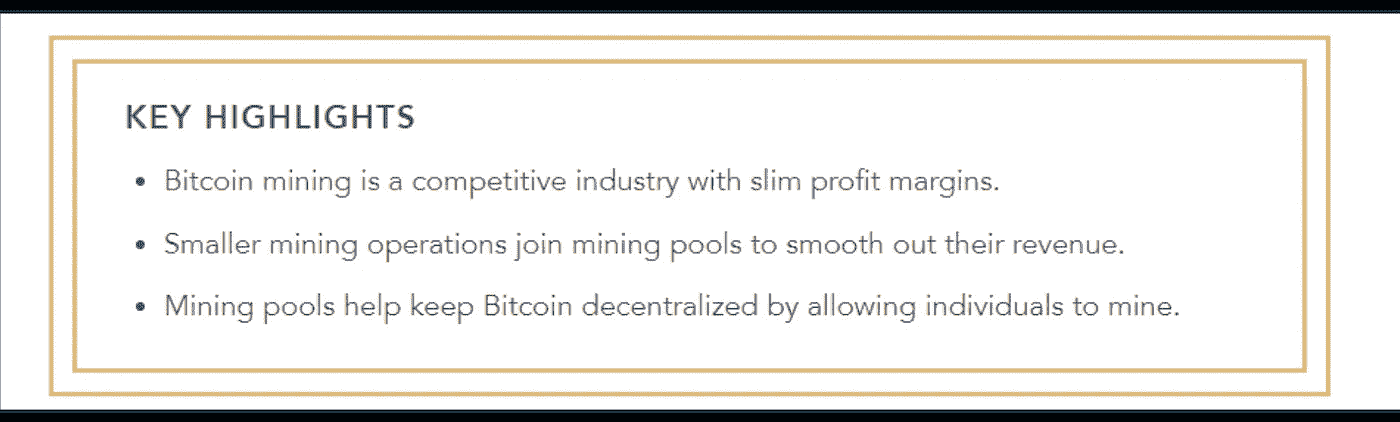 KEY HIGHLIGHTS
• Bitcoin mining is a competitive industry with slim profit margins.
• Smaller mining operations join mining pools to smooth out their revenue.
• Mining pools help keep Bitcoin decentralized by allowing individuals to mine.